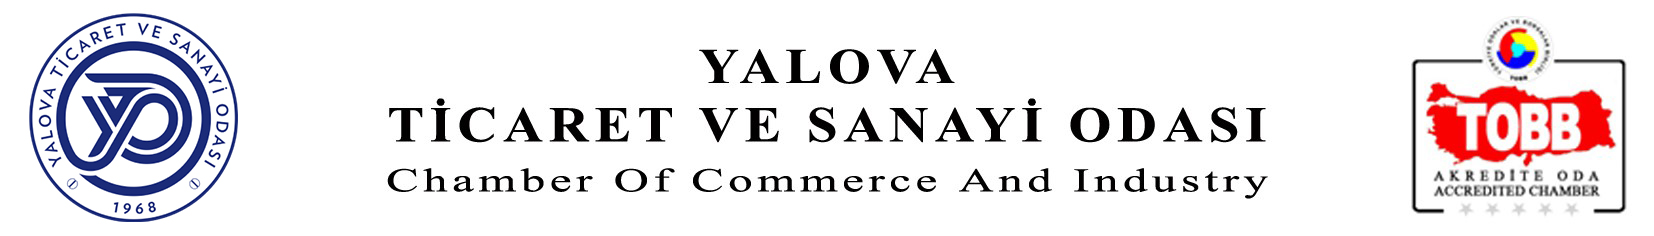 YALOVA TİCARET VE SANAYİ ODASI
1968
YALOVA
TİCARET VE SANAYİ ODASI
Chamber Of Commerce And Industry
TOBB
TOBB
AKREDİTE ODA
ACCREDITED CHAMBER